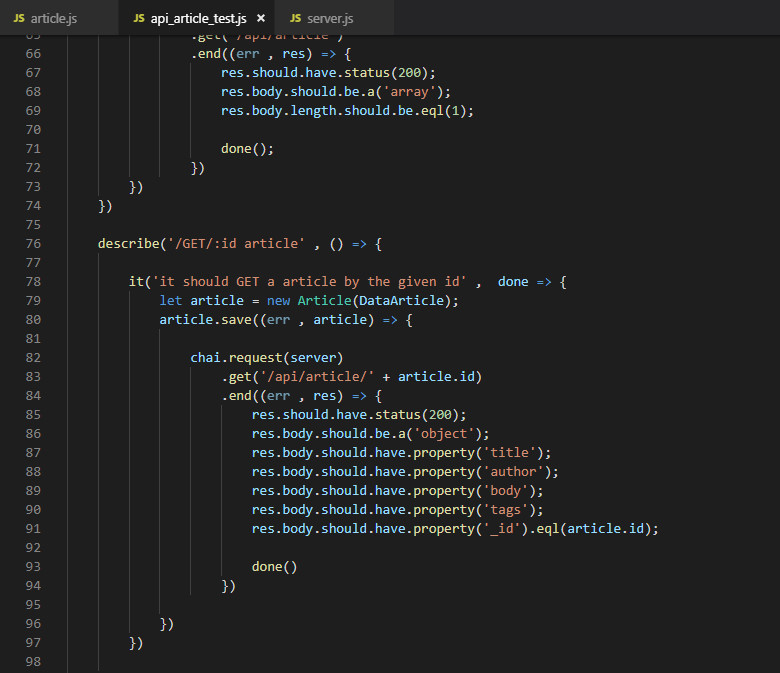 JS article.js JS api_article_test.js × JS server.js
65 .get('/api/article')
66 .end((err , res) => {
67 res.should.have.status(200);
68 res.body.should.be.a('array');
69 res.body.length.should.be.eql(1);
70
71 done();
72 })
73 })
74 })
75
76 describe('/GET/:id article' , () => {
77
78 it('it should GET a article by the given id' ,  done => {
79 let article = new Article(DataArticle);
80 article.save((err , article) => {
81
82 chai.request(server)
83 .get('/api/article/' + article.id)
84 .end((err , res) => {
85 res.should.have.status(200);
86 res.body.should.be.a('object');
87 res.body.should.have.property('title');
88 res.body.should.have.property('author');
89 res.body.should.have.property('body');
90 res.body.should.have.property('tags');
91 res.body.should.have.property('_id').eql(article.id);
92
93 done()
94 })
95
96 })
97 })
98